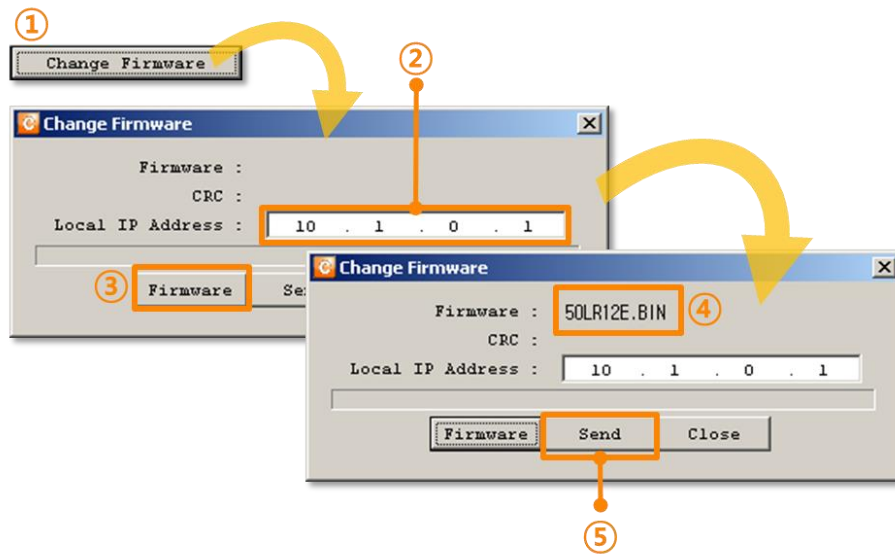 ①
Change Firmware
②
Change Firmware
Firmware :
CRC :
Local IP Address : 10 . 1 . 0 . 1
③ Firmware Se
Change Firmware
Firmware : 50LR12E.BIN ④
CRC :
Local IP Address : 10 . 1 . 0 . 1
Firmware Send Close
⑤